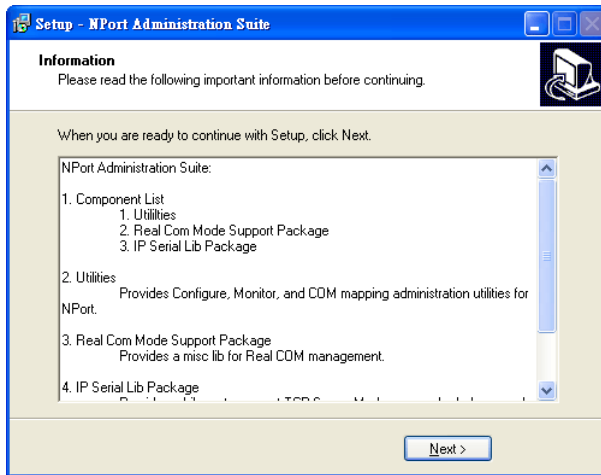 Setup - NPort Administration Suite
Information
Please read the following important information before continuing.
When you are ready to continue with Setup, click Next.
NPort Administration Suite:
1. Component List
1. Utililties
2. Real Com Mode Support Package
3. IP Serial Lib Package
2. Utilities
Provides Configure, Monitor, and COM mapping administration utilities for
NPort.
3. Real Com Mode Support Package
Provides a misc lib for Real COM management.
4. IP Serial Lib Package
Next >